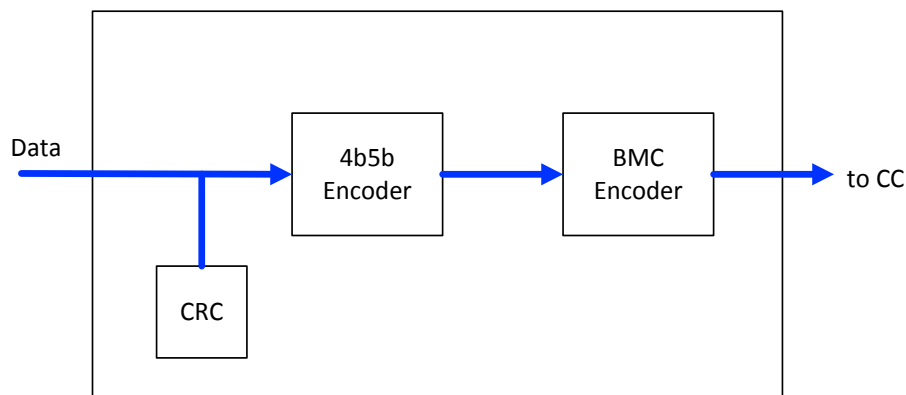 Data
4b5b
Encoder
BMC
Encoder
to CC
CRC